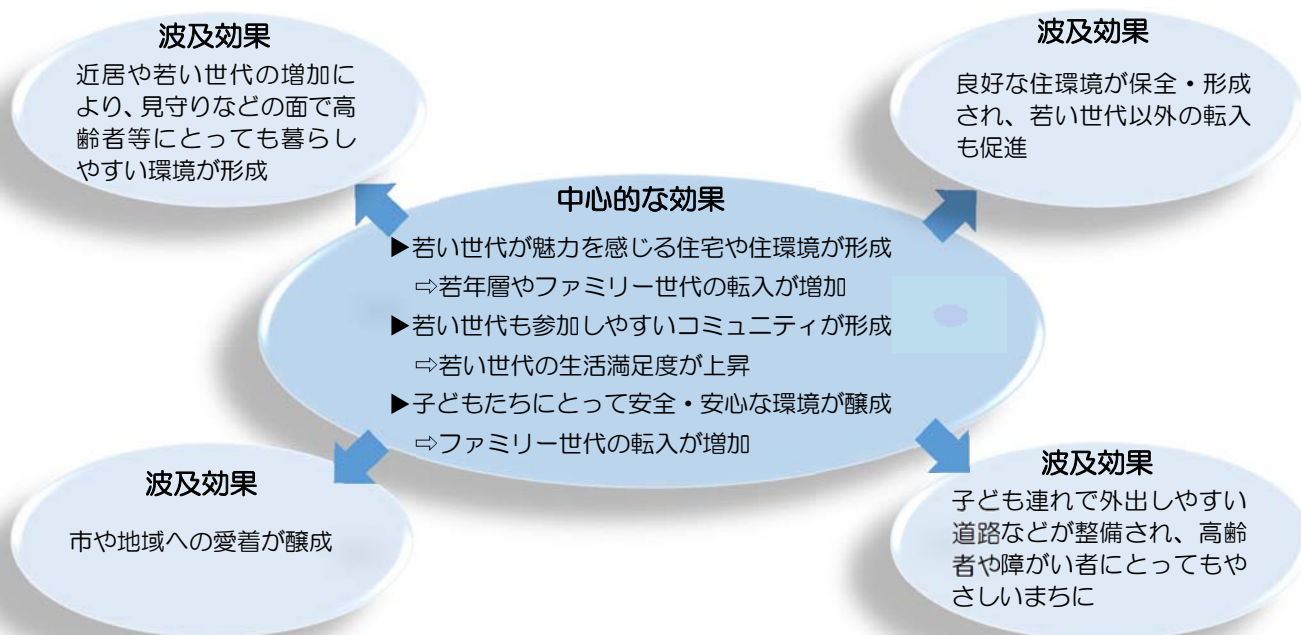 波及効果
近居や若い世代の増加に
より、見守りなどの面で高
齢者等にとっても暮らし
やすい環境が形成
波及効果
良好な住環境が保全・形成
され、若い世代以外の転入
も促進
中心的な効果
▶若い世代が魅力を感じる住宅や住環境が形成
⇨若年層やファミリー世代の転入が増加
▶若い世代も参加しやすいコミュニティが形成
⇨若い世代の生活満足度が上昇
▶子どもたちにとって安全・安心な環境が醸成
⇨ファミリー世代の転入が増加
波及効果
市や地域への愛着が醸成
波及効果
子ども連れで外出しやすい
道路などが整備され、高齢
者や障がい者にとってもや
さしいまちに